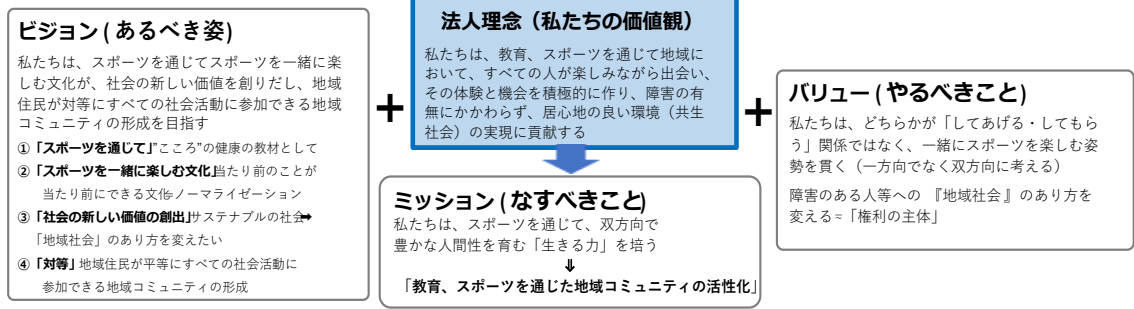 ビジョン ( あるべき姿)
私たちは、スポーツを通じてスポーツを一緒に楽
しむ文化が、社会の新しい価値を創りだし、地域
住民が対等にすべての社会活動に参加できる地域
コミュニティの形成を目指す
①「スポーツを通じて」"こころ"の健康の教材として
②「スポーツを一緒に楽しむ文化」当たり前のことが
当たり前にできる文化≒ノーマライゼーション
③「社会の新しい価値の創出」サステナブルの社会➡
「地域社会」のあり方を変えたい
④「対等」地域住民が平等にすべての社会活動に
参加できる地域コミュニティの形成
+
法人理念（私たちの価値観）
私たちは、教育、スポーツを通じて地域に
おいて、すべての人が楽しみながら出会い、
その体験と機会を積極的に作り、障害の有
無にかかわらず、居心地の良い環境（共生
社会）の実現に貢献する
ミッション ( なすべきこと)
私たちは、スポーツを通じて、双方向で
豊かな人間性を育む「生きる力」を培う
⇓
「教育、スポーツを通じた地域コミュニティの活性化」
+
バリュー ( やるべきこと)
私たちは、どちらかが「してあげる・してもら
う」関係ではなく、一緒にスポーツを楽しむ姿
勢を貫く（一方向でなく双方向に考える）
障害のある人等への 『地域社会 』のあり方を
変える≈「権利の主体」